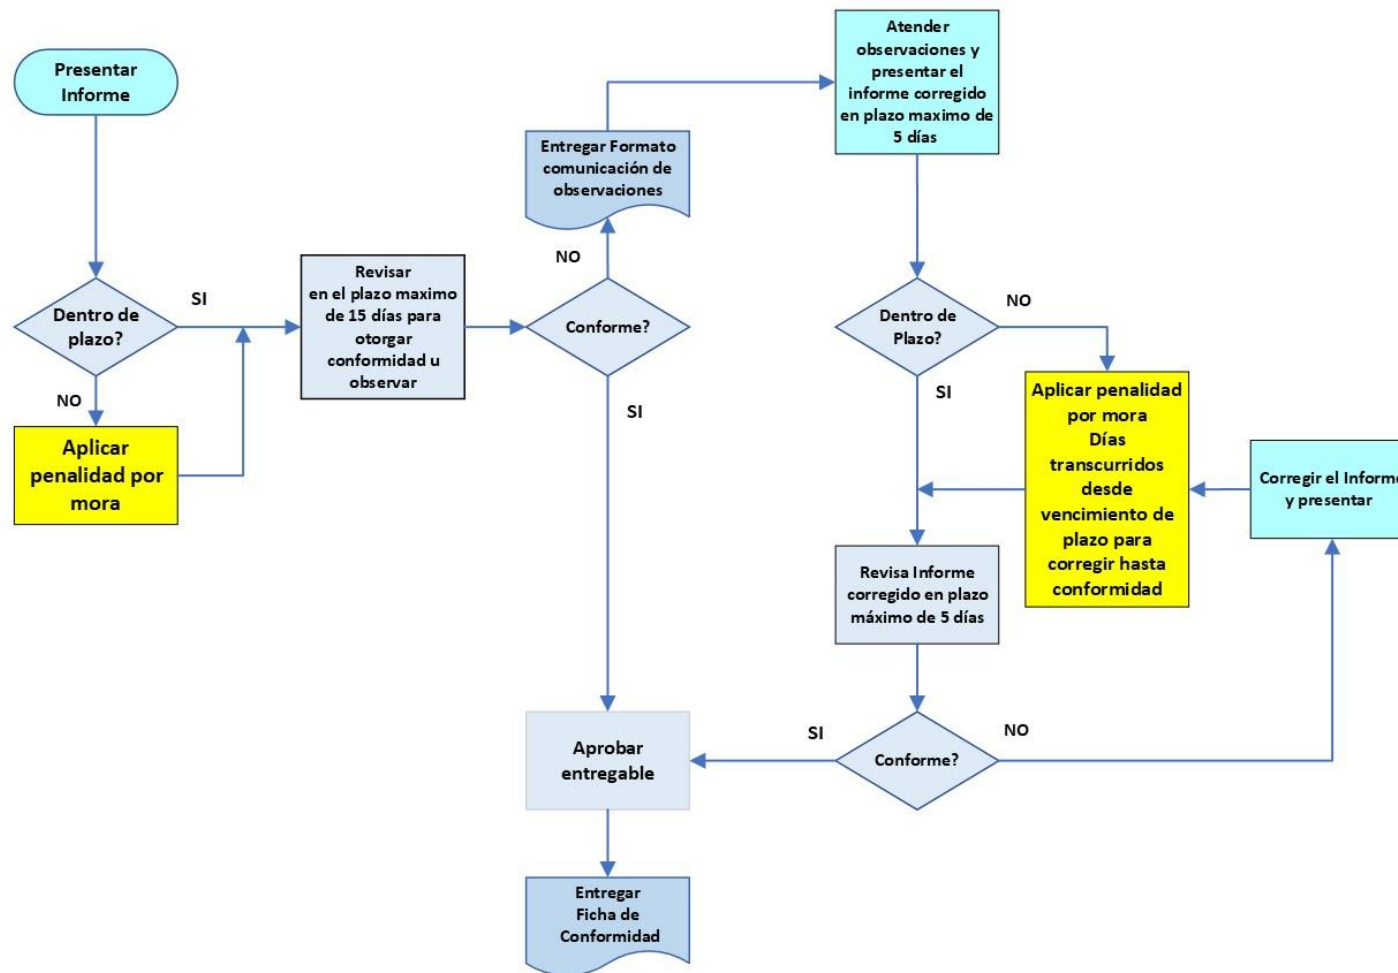 Presentar
Informe
Dentro de
plazo?
SI
NO
Aplicar
penalidad por
mora
Revisar
en el plazo maximo
de 15 días para
otorgar
conformidad u
observar
Conforme?
NO
SI
Entregar Formato
comunicación de
observaciones
Atender
observaciones y
presentar el
informe corregido
en plazo maximo de
5 días
Dentro de
Plazo?
NO
SI
Aplicar penalidad
por mora
Días
transcurridos
desde
vencimiento de
plazo para
corregir hasta
conformidad
Corregir el Informe
y presentar
Revisa Informe
corregido en plazo
máximo de 5 días
Conforme?
SI
NO
Aprobar
entregable
Entregar
Ficha de
Conformidad